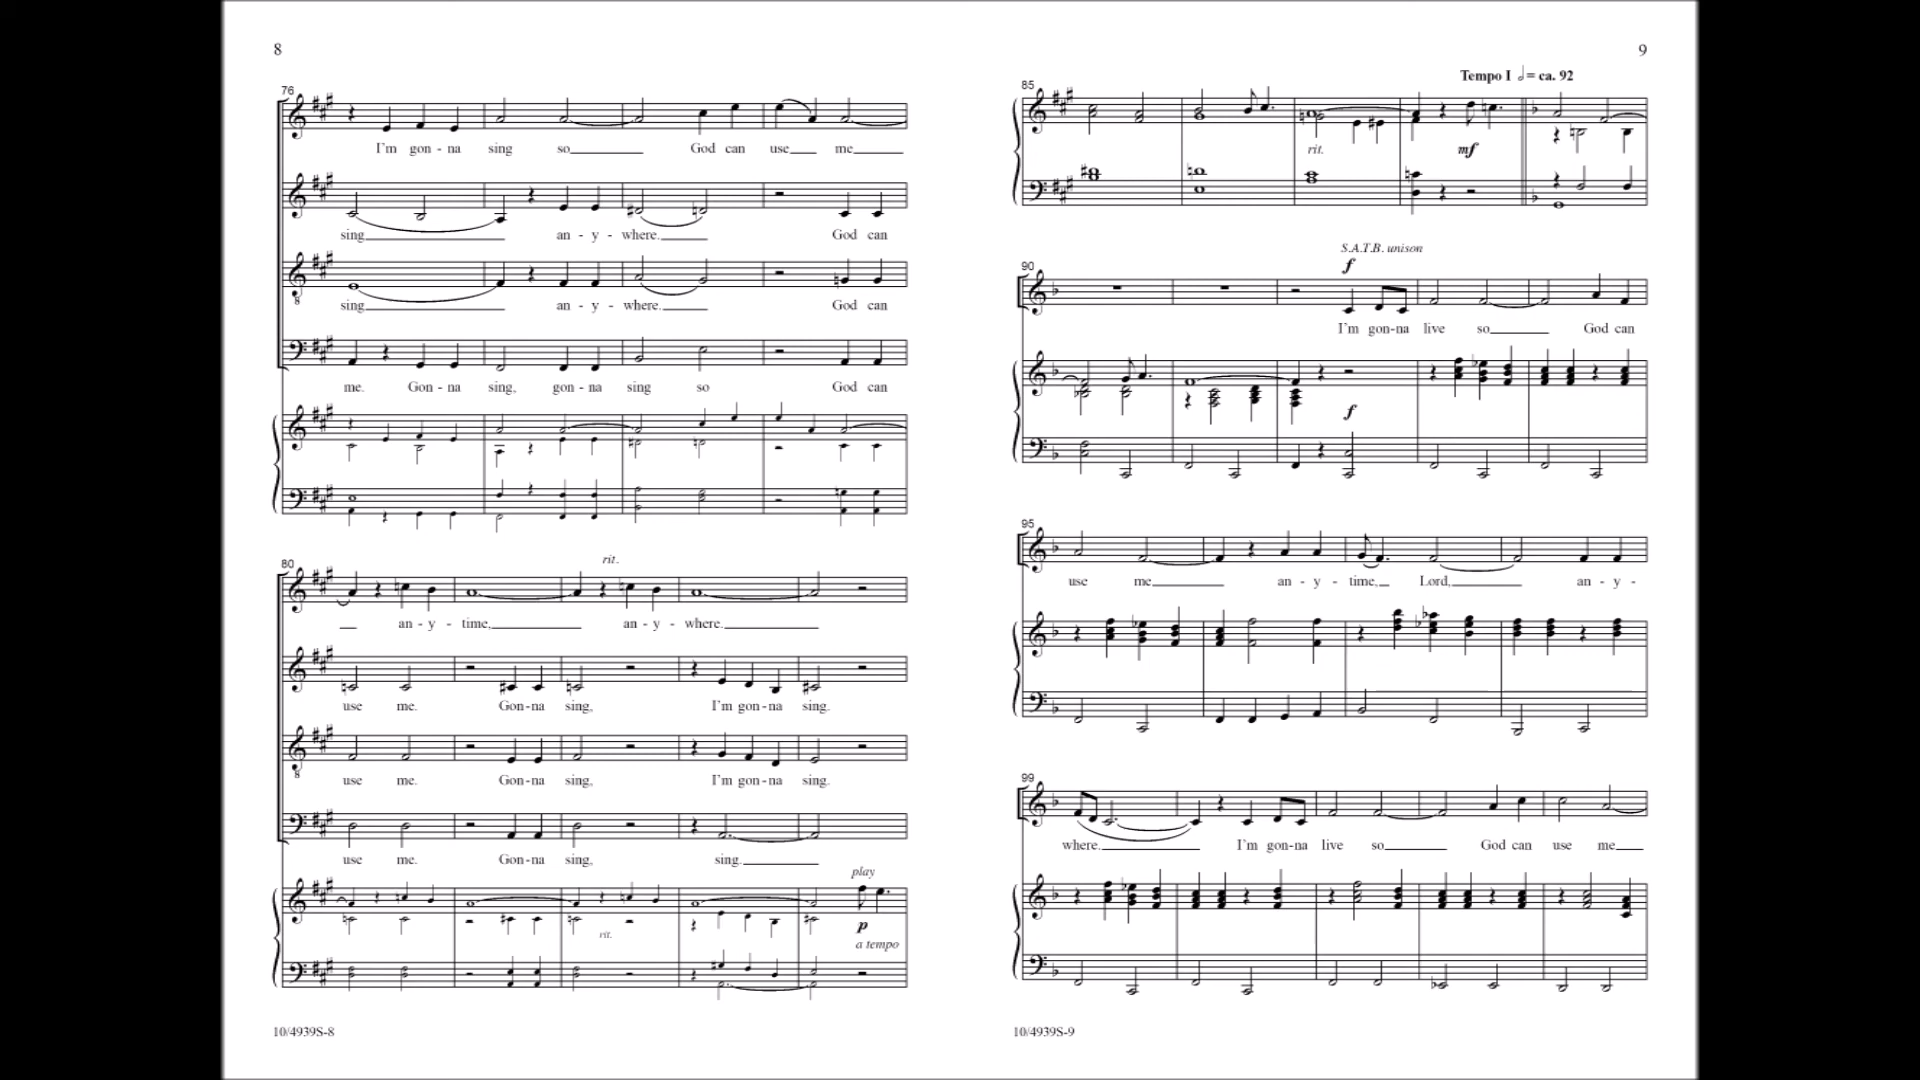 8
76
I'm gon - na sing so God can use me
sing an - y - where. God can
sing an - y - where. God can
me. Gon - na sing, gon - na sing so God can
80
rit.
an - y - time, an - y - where.
use me. Gon - na sing, I'm gon - na sing.
use me. Gon - na sing, I'm gon - na sing.
use me. Gon - na sing, sing.
play
rit.
p
a tempo
10/4939S-8
9
Tempo I = ca. 92
85
rit.
mf
S.A.T.B. unison
f
90
I'm gon-na live so God can
f
95
use me an - y - time, Lord, an - y -
99
where. I'm gon-na live so God can use me
10/4939S-9